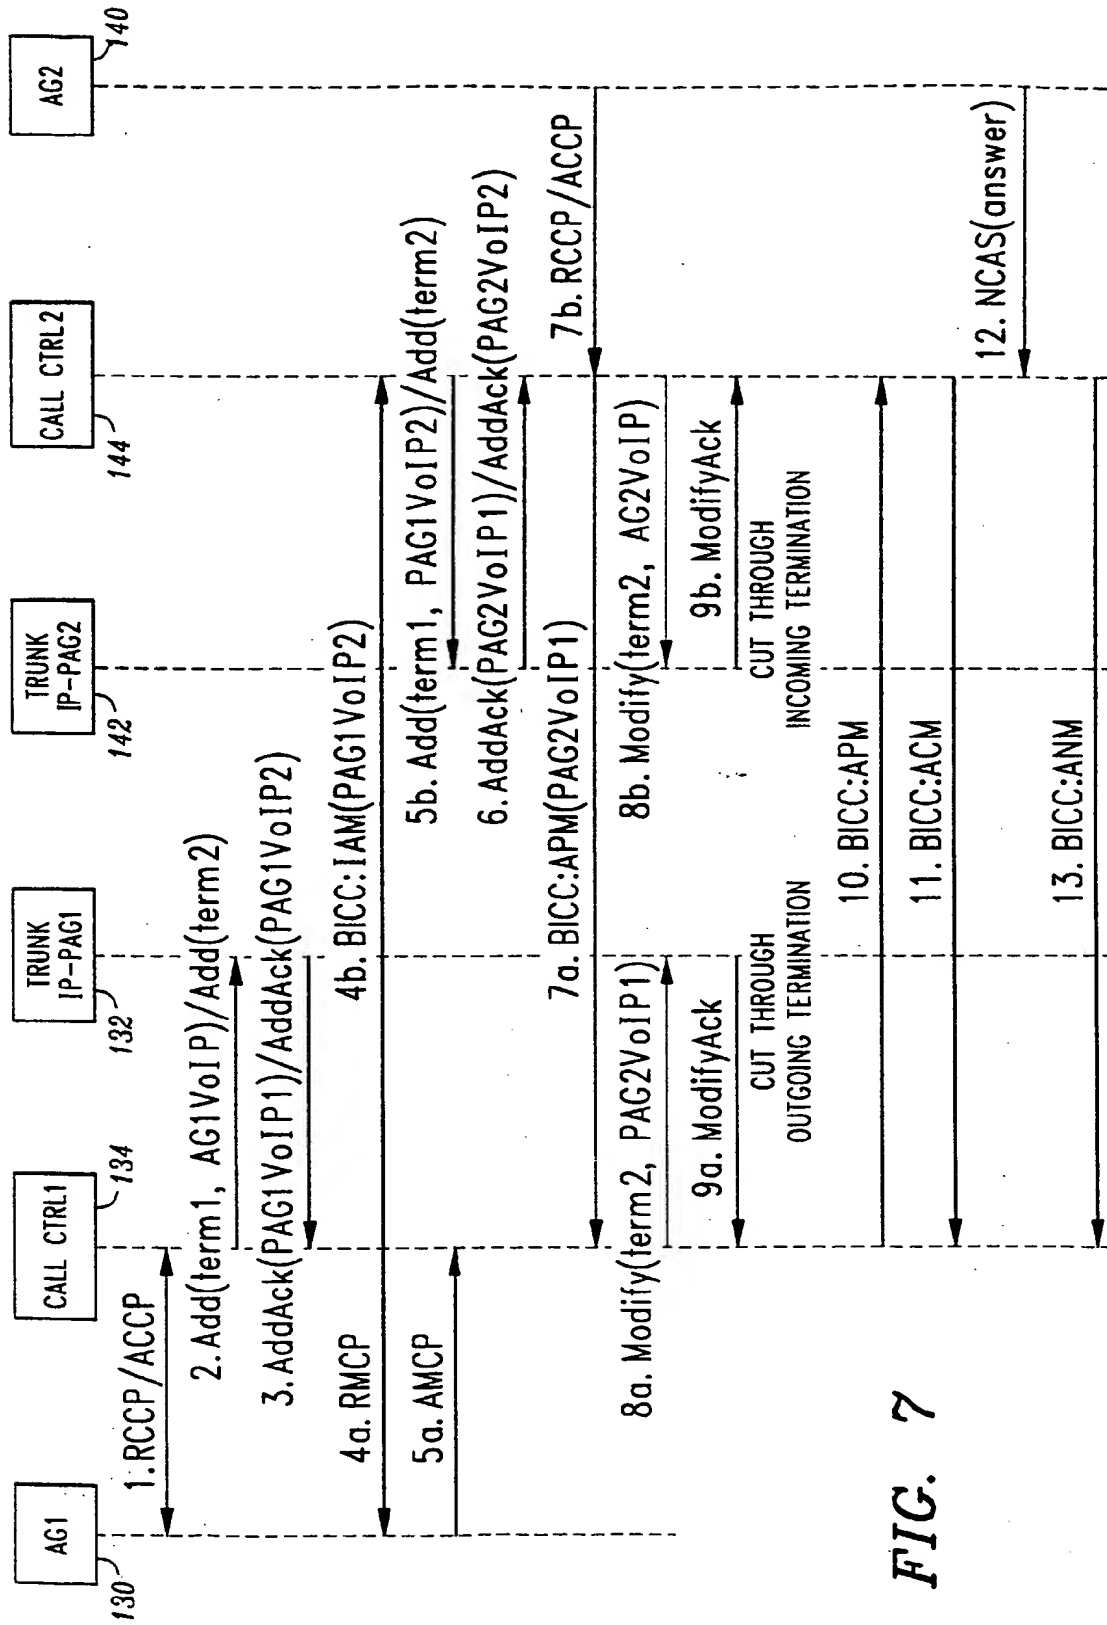 AG1
130
CALL CTRL1
134
TRUNK
IP-PAG1
132
TRUNK
IP-PAG2
142
CALL CTRL2
144
AG2
140
1.RCCP/ACCP
2.Add(term1, AG1VoIP)/Add(term2)
3.AddAck(PAG1VoIP1)/AddAck(PAG1VoIP2)
4a. RMCP
4b. BICC:IAM(PAG1VoIP2)
5a. AMCP
5b. Add(term1, PAG1VoIP2)/Add(term2)
6.AddAck(PAG2VoIP1)/AddAck(PAG2VoIP2)
7a. BICC:APM(PAG2VoIP1)
7b. RCCP/ACCP
8a. Modify(term2, PAG2VoIP1)
8b. Modify(term2, AG2VoIP)
9a. ModifyAck
9b. ModifyAck
CUT THROUGH
OUTGOING TERMINATION
CUT THROUGH
INCOMING TERMINATION
10. BICC:APM
11. BICC:ACM
12. NCAS(answer)
13. BICC:ANM
FIG. 7